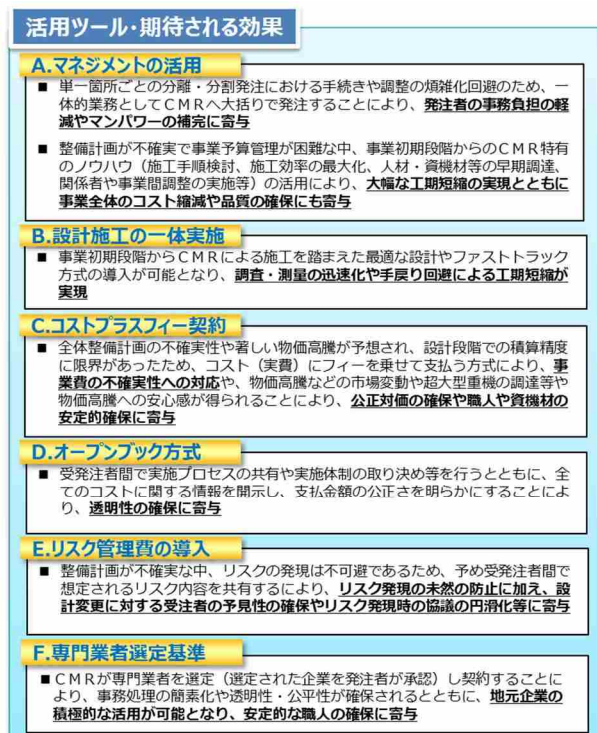 活用ツール・期待される効果
A.マネジメントの活用
■ 単一箇所ごとの分離・分割発注における手続きや調整の煩雑化回避のため、一
体的業務としてCMRへ大括りで発注することにより、発注者の事務負担の軽
減やマンパワーの補完に寄与
■ 整備計画が不確実で事業予算管理が困難な中、事業初期段階からのCMR特有
のノウハウ（施工手順検討、施工効率の最大化、人材・資機材等の早期調達、
関係者や事業間調整の実施等）の活用により、大幅な工期短縮の実現とともに
事業全体のコスト縮減や品質の確保にも寄与
B.設計施工の一体実施
■ 事業初期段階からCMRによる施工を踏まえた最適な設計やファストトラック
方式の導入が可能となり、調査・測量の迅速化や手戻り回避による工期短縮が
実現
C.コストプラスフィー契約
■ 全体整備計画の不確実性や著しい物価高騰が予想され、設計段階での積算精度
に限界があったため、コスト（実費）にフィーを乗せて支払う方式により、事
業費の不確実性への対応や、物価高騰などの市場変動や超大型重機の調達等や
物価高騰への安心感が得られることにより、公正対価の確保や職人や資機材の
安定的確保に寄与
D.オープンブック方式
■ 受発注者間で実施プロセスの共有や実施体制の取り決め等を行うとともに、全
てのコストに関する情報を開示し、支払金額の公正さを明らかにすることによ
り、透明性の確保に寄与
E.リスク管理費の導入
■ 整備計画が不確実な中、リスクの発現は不可避であるため、予め受発注者間で
想定されるリスク内容を共有するにより、リスク発現の未然の防止に加え、設
計変更に対する受注者の予見性の確保やリスク発現時の協議の円滑化等に寄与
F.専門業者選定基準
■CMRが専門業者を選定（選定された企業を発注者が承認）し契約することに
より、事務処理の簡素化や透明性・公平性が確保されるとともに、地元企業の
積極的な活用が可能となり、安定的な職人の確保に寄与